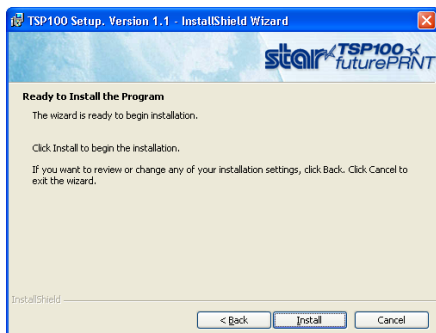 TSP100 Setup. Version 1.1 - InstallShield Wizard
star TSP100
futurePRNT
Ready to Install the Program
The wizard is ready to begin installation.
Click Install to begin the installation.
If you want to review or change any of your installation settings, click Back. Click Cancel to
exit the wizard.
InstallShield
< Back Install Cancel